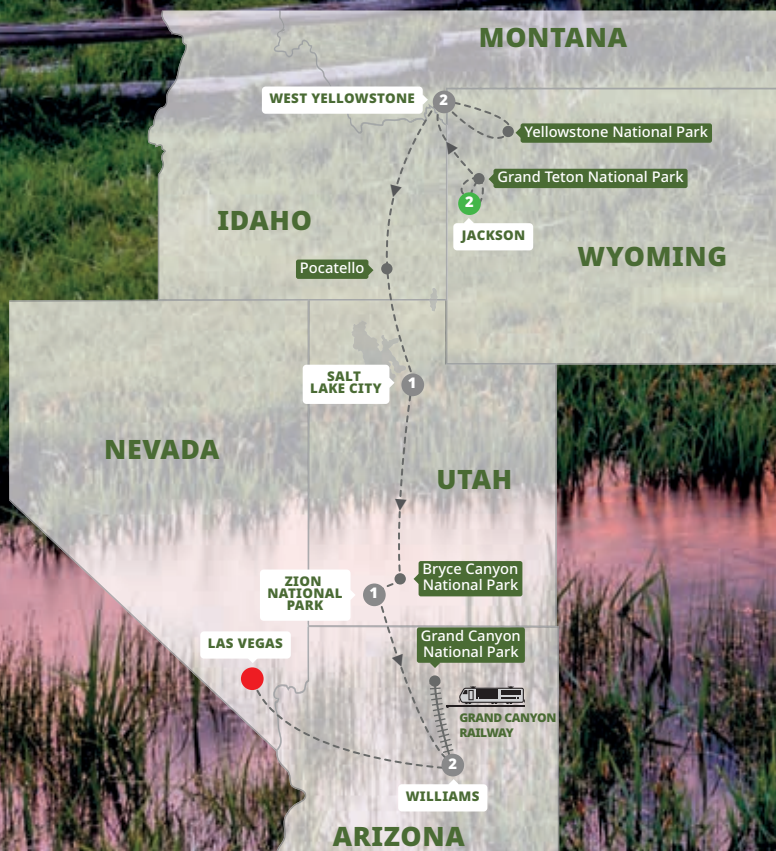 MONTANA
WEST YELLOWSTONE
2
Yellowstone National Park
Grand Teton National Park
2
JACKSON
IDAHO
WYOMING
Pocatello
SALT
LAKE CITY
1
NEVADA
UTAH
Bryce Canyon
National Park
ZION
NATIONAL
PARK
1
Grand Canyon
National Park
LAS VEGAS
GRAND CANYON
RAILWAY
2
WILLIAMS
ARIZONA